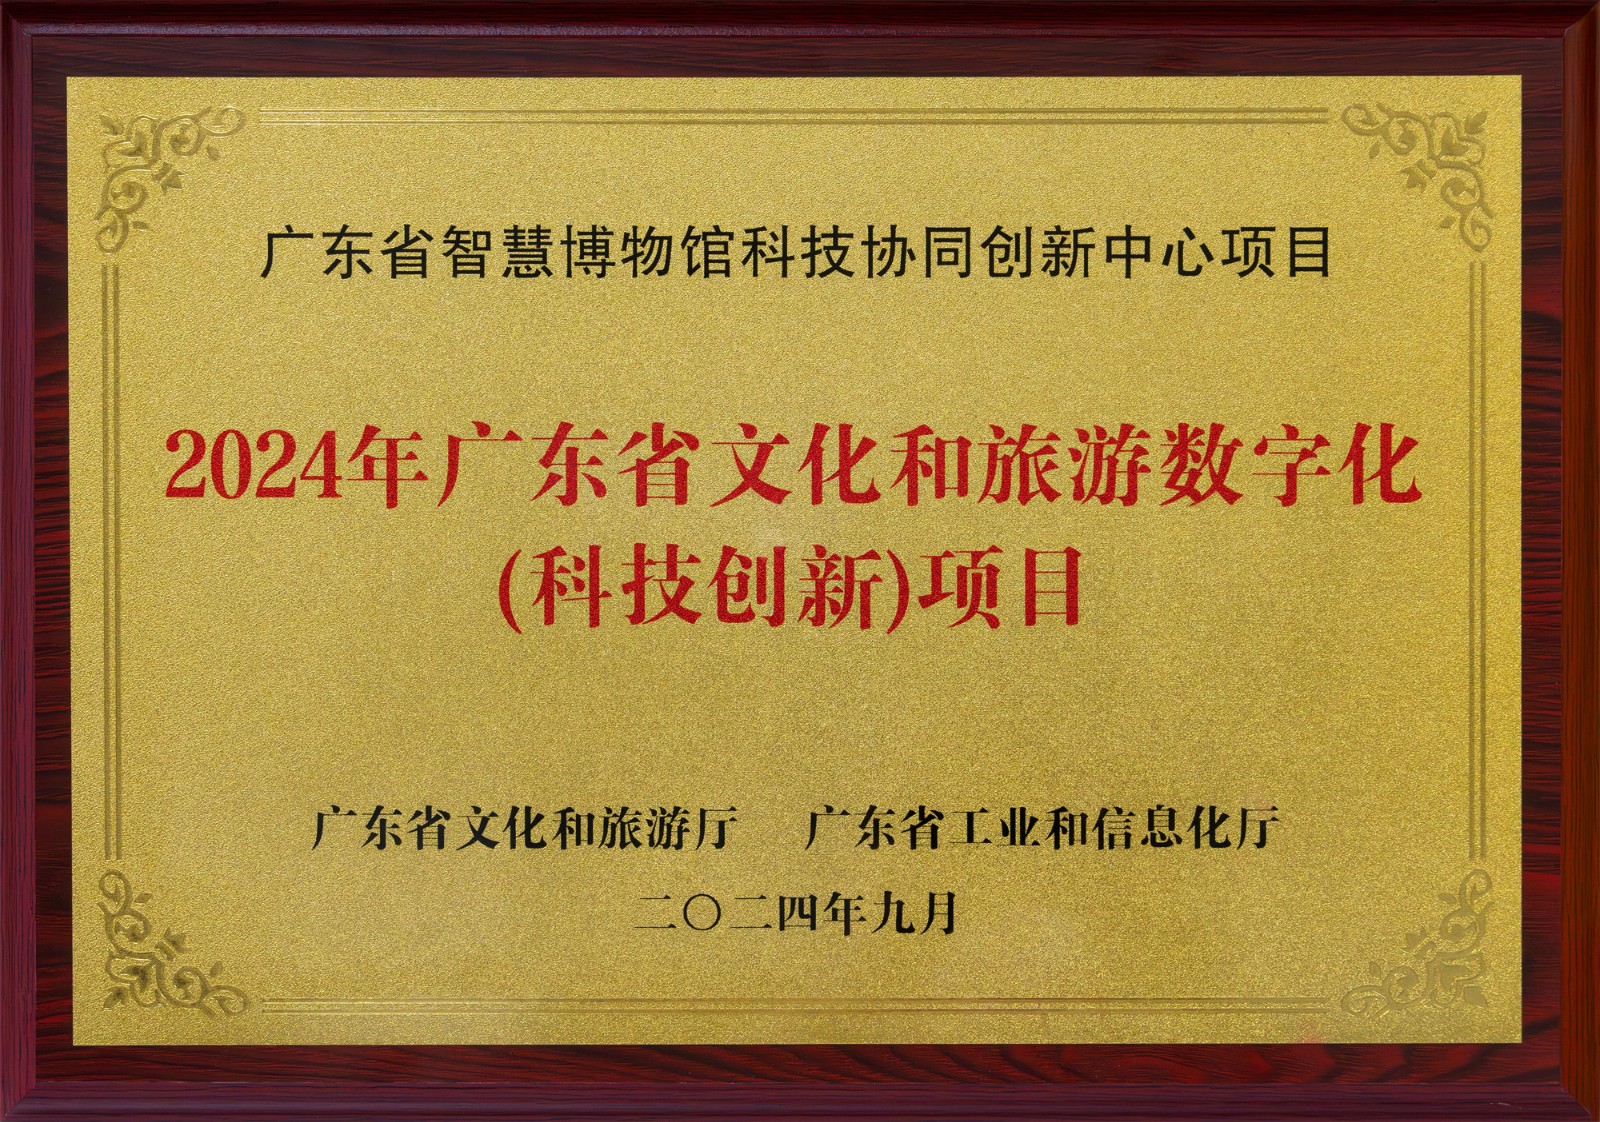 广东省智慧博物馆科技协同创新中心项目
2024年广东省文化和旅游数字化
(科技创新)项目
广东省文化和旅游厅 广东省工业和信息化厅
二〇二四年九月